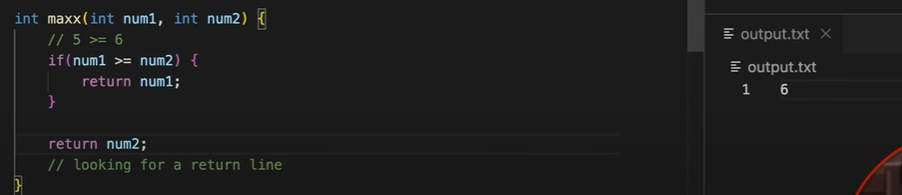 int maxx(int num1, int num2) {
    // 5 >= 6
    if(num1 >= num2) {
        return num1;
    }

    return num2;
    // looking for a return line
}
output.txt ×
output.txt
1 6